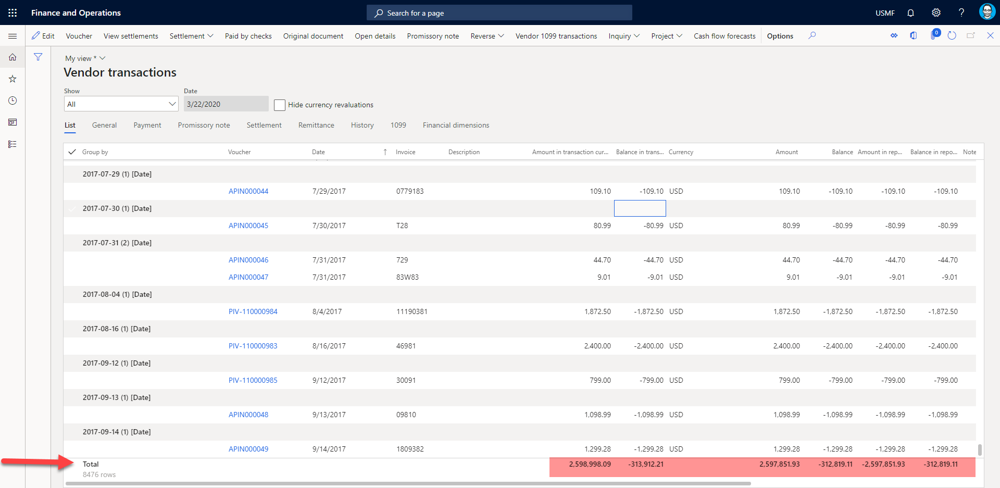 Finance and Operations
Search for a page
USMF
?
Edit Voucher View settlements Settlement Paid by checks Original document Open details Promissory note Reverse Vendor 1099 transactions Inquiry Project Cash flow forecasts Options 0
My view *
Vendor transactions
Show Date
All 3/22/2020 Hide currency revaluations
List General Payment Promissory note Settlement Remittance History 1099 Financial dimensions
Group by Voucher Date ↑ Invoice Description Amount in transaction cur... Balance in trans... Currency Amount Balance Amount in rep... Balance in repo... Note
2017-07-29 (1) [Date]
APIN000044 7/29/2017 0779183 109.10 -109.10 USD 109.10 -109.10 -109.10 -109.10
2017-07-30 (1) [Date]
APIN000045 7/30/2017 T28 80.99 -80.99 USD 80.99 -80.99 -80.99 -80.99
2017-07-31 (2) [Date]
APIN000046 7/31/2017 729 44.70 -44.70 USD 44.70 -44.70 -44.70 -44.70
APIN000047 7/31/2017 83W83 9.01 -9.01 USD 9.01 -9.01 -9.01 -9.01
2017-08-04 (1) [Date]
PIV-110000984 8/4/2017 11190381 1,872.50 -1,872.50 USD 1,872.50 -1,872.50 -1,872.50 -1,872.50
2017-08-16 (1) [Date]
PIV-110000983 8/16/2017 46981 2,400.00 -2,400.00 USD 2,400.00 -2,400.00 -2,400.00 -2,400.00
2017-09-12 (1) [Date]
PIV-110000985 9/12/2017 30091 799.00 -799.00 USD 799.00 -799.00 -799.00 -799.00
2017-09-13 (1) [Date]
APIN000048 9/13/2017 09810 1,098.99 -1,098.99 USD 1,098.99 -1,098.99 -1,098.99 -1,098.99
2017-09-14 (1) [Date]
APIN000049 9/14/2017 1809382 1,299.28 -1,299.28 USD 1,299.28 -1,299.28 -1,299.28 -1,299.28
Total 2,598,998.09 -313,912.21 2,597,851.93 -312,819.11 -2,597,851.93 -312,819.11
8476 rows